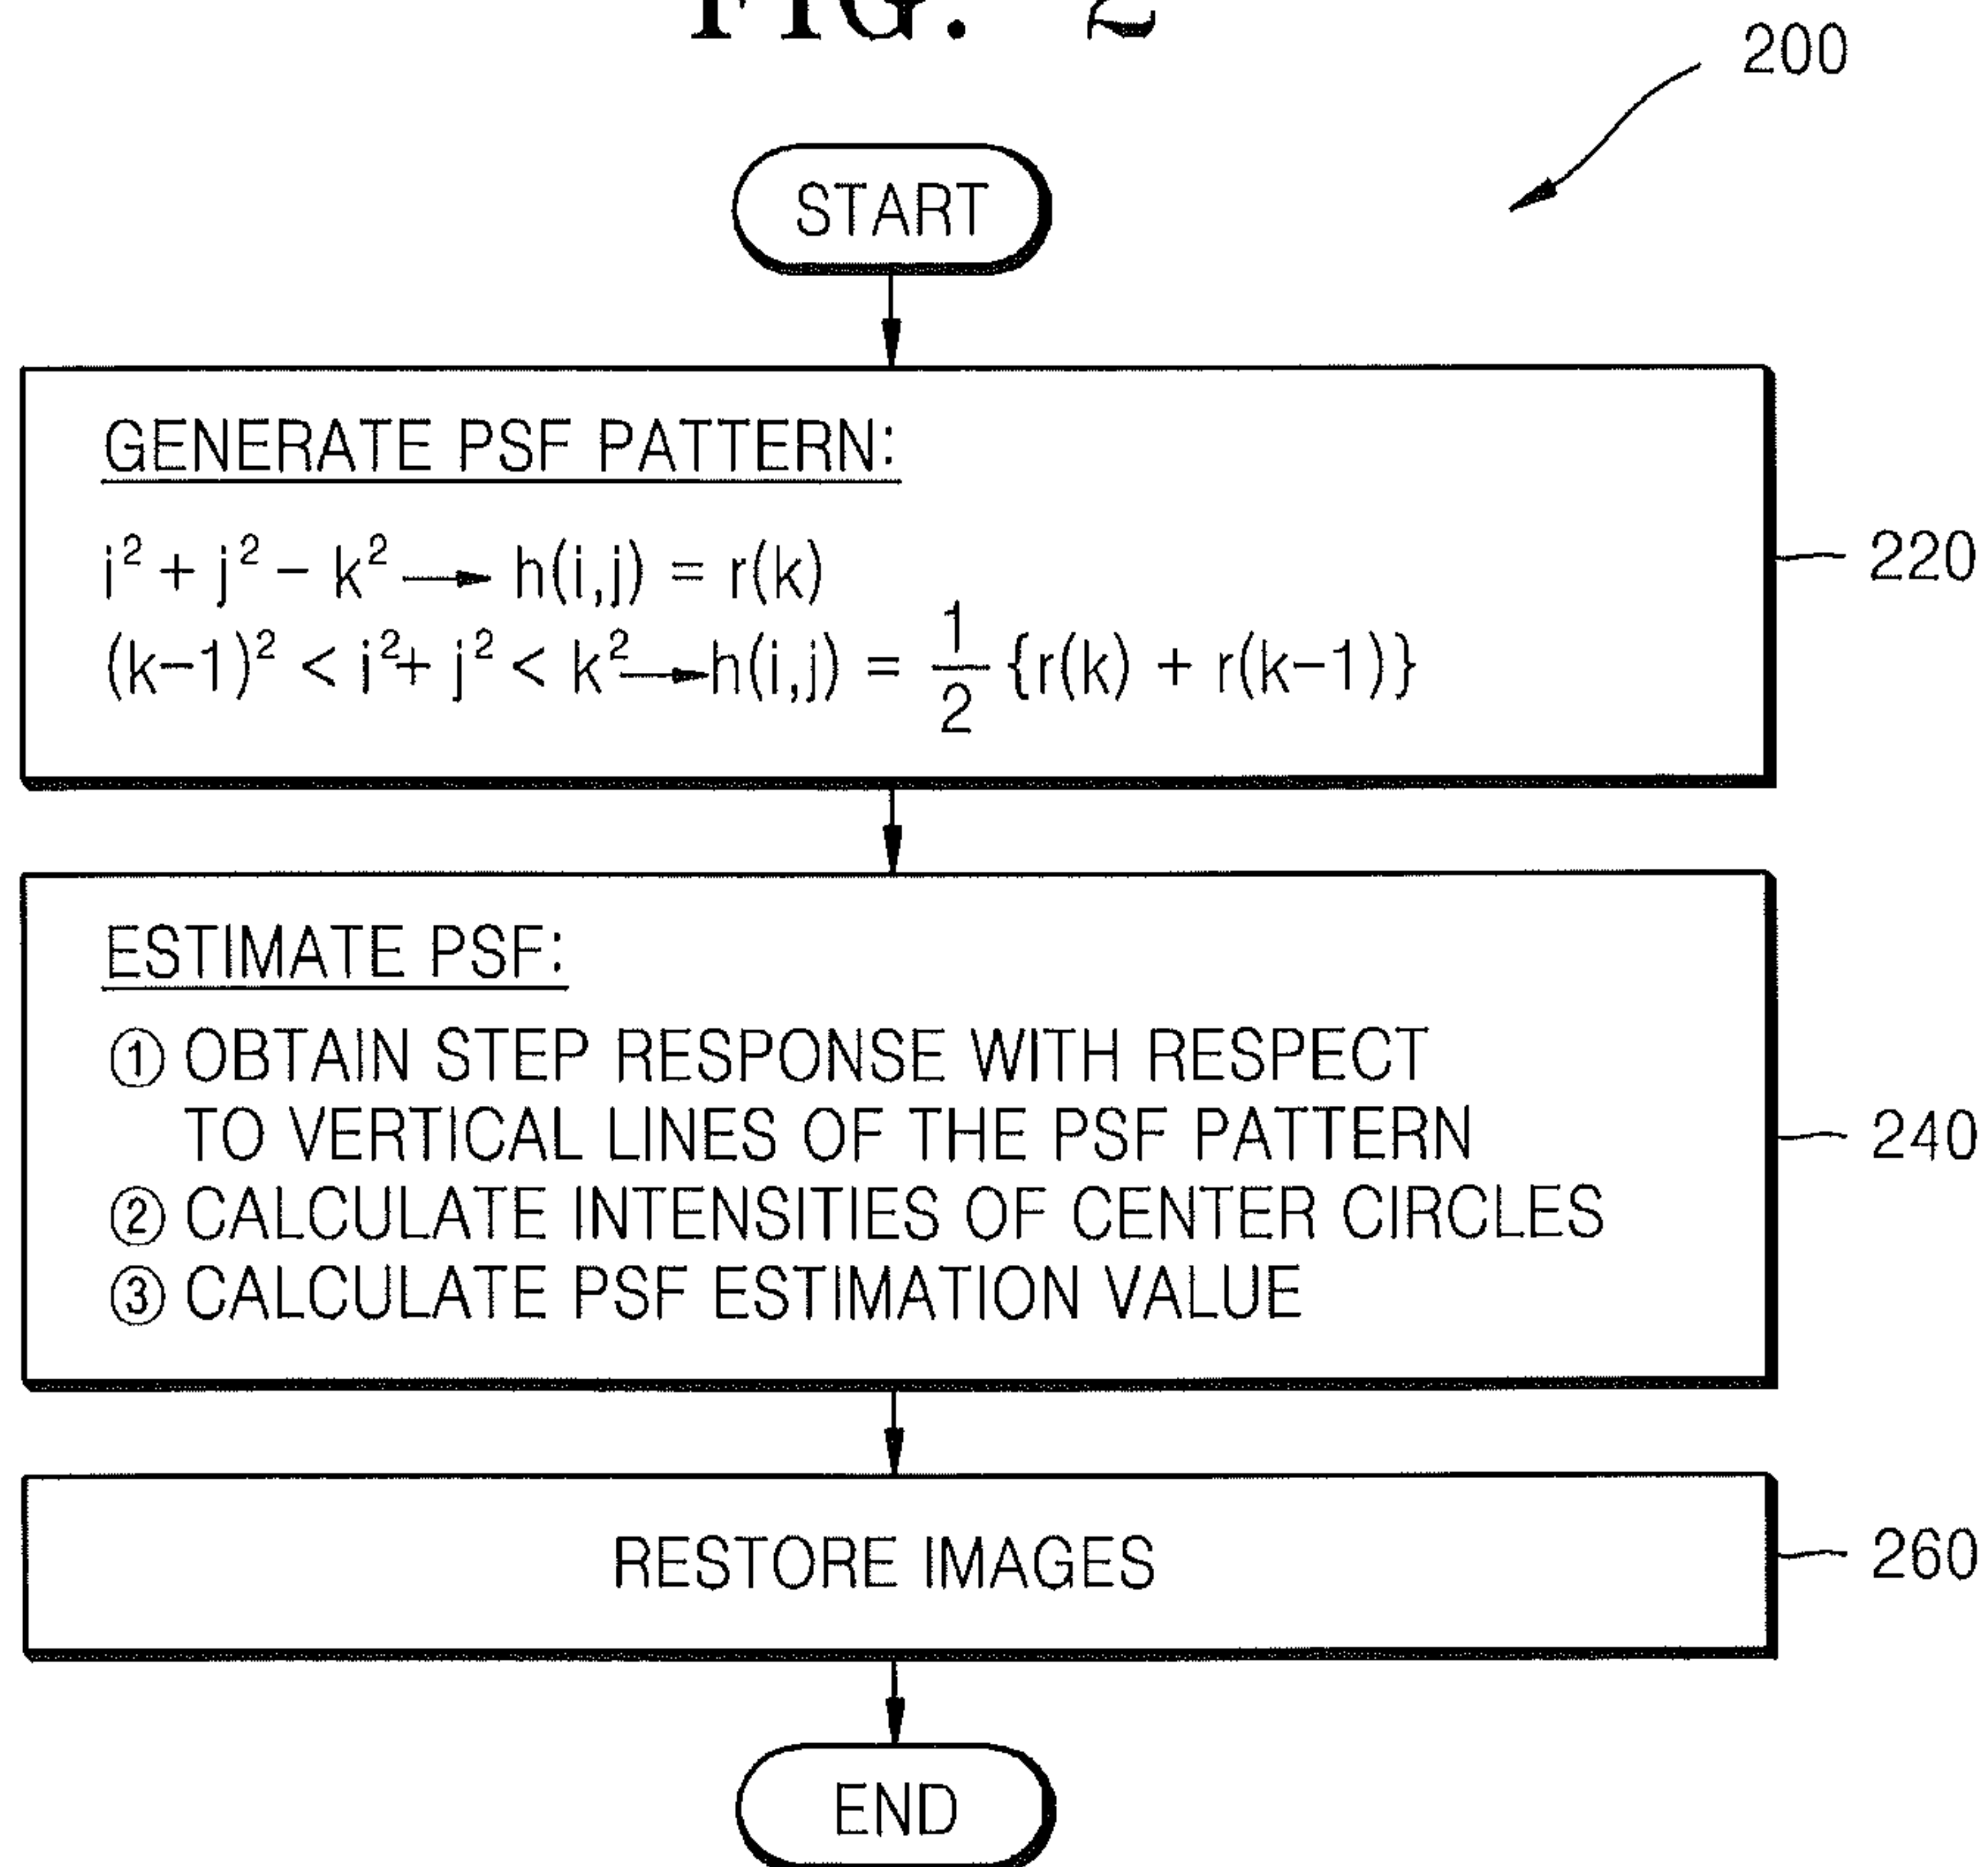 FIG. 2
200
START
GENERATE PSF PATTERN:
i² + j² − k² → h(i,j) = r(k)
(k−1)² < i² + j² < k² → h(i,j) = 1/2 {r(k) + r(k−1)}
220
ESTIMATE PSF:
① OBTAIN STEP RESPONSE WITH RESPECT
TO VERTICAL LINES OF THE PSF PATTERN
② CALCULATE INTENSITIES OF CENTER CIRCLES
③ CALCULATE PSF ESTIMATION VALUE
240
RESTORE IMAGES
260
END